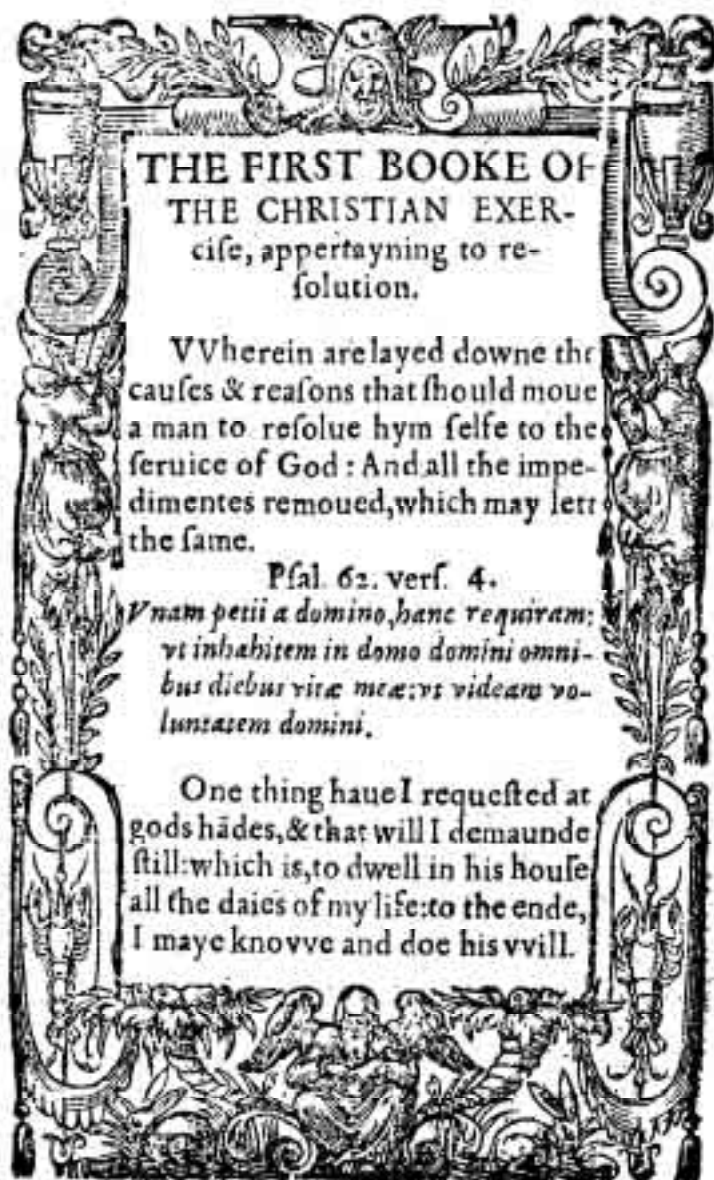 THE FIRST BOOKE OF
THE CHRISTIAN EXER-
ciſe, appertayning to re-
ſolution.
VVherein are layed downe the
cauſes & reaſons that ſhould moue
a man to reſolue hym ſelfe to the
ſeruice of God : And all the impe-
dimentes remoued, which may lett
the ſame.
Pſal. 62. verſ. 4.
Vnam petii a domino, hanc requiram:
vt inhabitem in domo domini omni-
bus diebus vitæ meæ: vt videam vo-
luntatem domini.
One thing haue I requeſted at
gods hādes, & that will I demaunde
ſtill: which is, to dwell in his houſe
all the daies of my life: to the ende,
I maye knovve and doe his vvill.